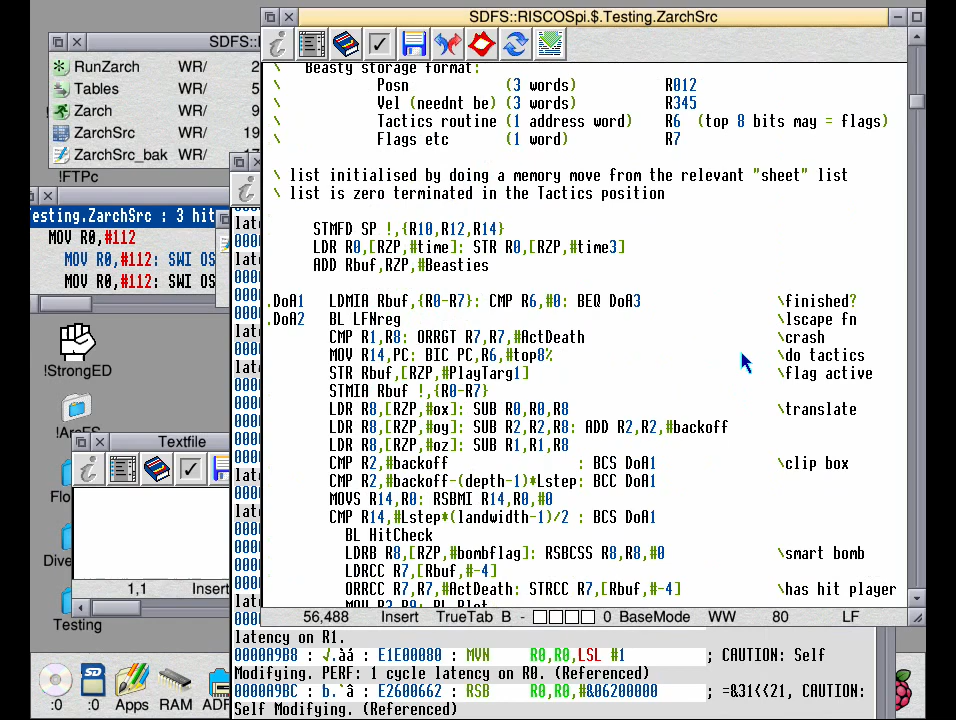 SDFS::RISCOSpi.$.Testing.ZarchSrc
SDFS::
RunZarch WR/ 2
Tables WR/ 5
Zarch WR/ 9
ZarchSrc WR/ 19
ZarchSrc_bak WR/
!FTPc
Testing.ZarchSrc : 3 hit
MOV R0,#112
MOV R0,#112: SWI OS
MOV R0,#112: SWI OS
!StrongED
Textfile
1,1 Insert
Flo
Dive
Testing
\ Beasty storage format:
\ Posn (3 words) R012
\ Vel (neednt be) (3 words) R345
\ Tactics routine (1 address word) R6 (top 8 bits may = flags)
\ Flags etc (1 word) R7
\ list initialised by doing a memory move from the relevant "sheet" list
\ list is zero terminated in the Tactics position
STMFD SP !,{R10,R12,R14}
LDR R0,[RZP,#time]: STR R0,[RZP,#time3]
ADD Rbuf,RZP,#Beasties
.DoA1 LDMIA Rbuf,{R0-R7}: CMP R6,#0: BEQ DoA3 \finished?
.DoA2 BL LFNreg \lscape fn
CMP R1,R8: ORRGT R7,R7,#ActDeath \crash
MOV R14,PC: BIC PC,R6,#top8% \do tactics
STR Rbuf,[RZP,#PlayTarg1] \flag active
STMIA Rbuf !,{R0-R7}
LDR R8,[RZP,#ox]: SUB R0,R0,R8 \translate
LDR R8,[RZP,#oy]: SUB R2,R2,R8: ADD R2,R2,#backoff
LDR R8,[RZP,#oz]: SUB R1,R1,R8
CMP R2,#backoff : BCS DoA1 \clip box
CMP R2,#backoff-(depth-1)*Lstep: BCC DoA1
MOVS R14,R0: RSBMI R14,R0,#0
CMP R14,#Lstep*(landwidth-1)/2 : BCS DoA1
BL HitCheck
LDRB R8,[RZP,#bombflag]: RSBCSS R8,R8,#0 \smart bomb
LDRCC R7,[Rbuf,#-4]
ORRCC R7,R7,#ActDeath: STRCC R7,[Rbuf,#-4] \has hit player
56,488 Insert TrueTab B - 0 BaseMode WW 80 LF
latency on R1.
0000A9B8 : √.àá : E1E00080 : MVN R0,R0,LSL #1 ; CAUTION: Self
Modifying. PERF: 1 cycle latency on R0. (Referenced)
0000A9BC : b.`â : E2600662 : RSB R0,R0,#&06200000 ; =&31<<21, CAUTION:
Self Modifying. (Referenced)
:0 :0 Apps RAM ADF